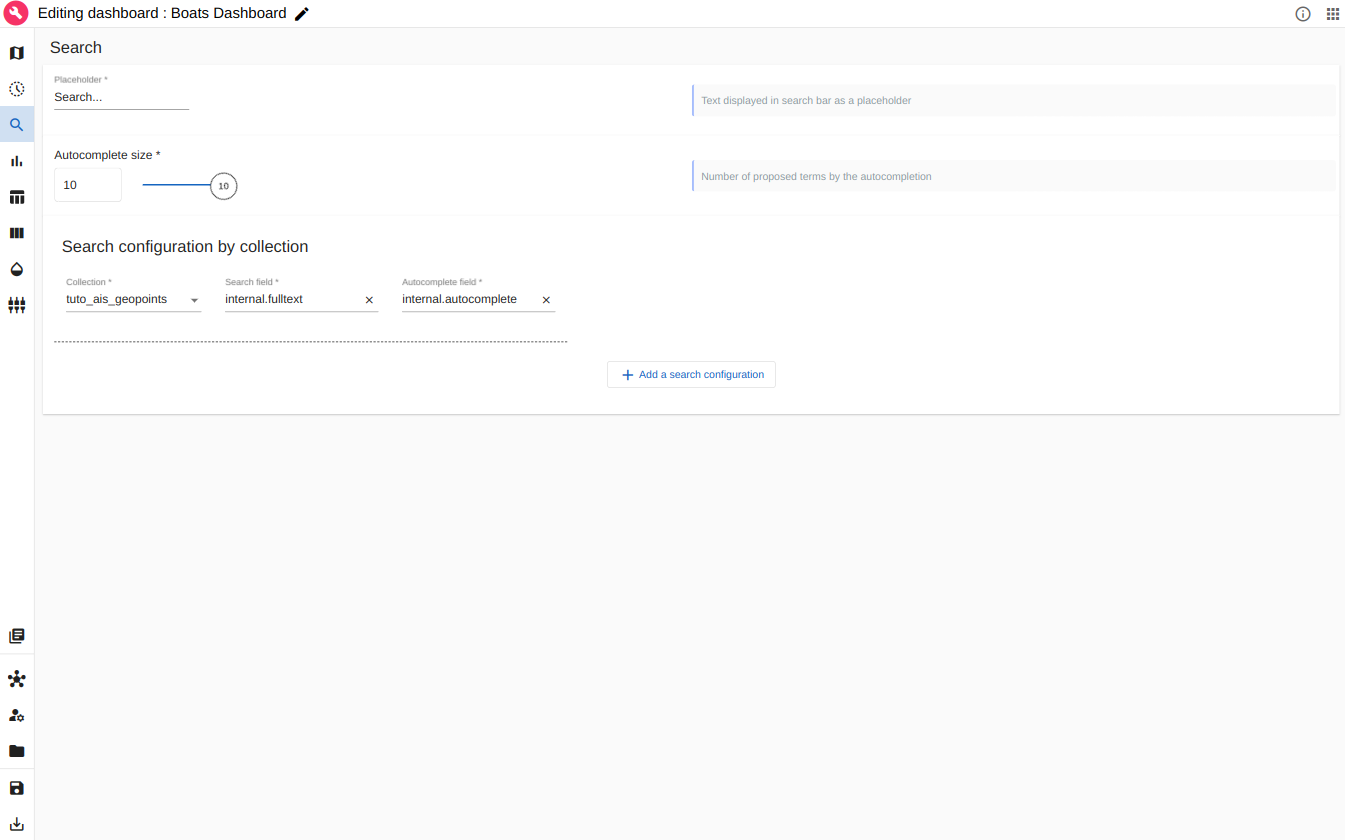 Editing dashboard : Boats Dashboard
Search
Placeholder *
Search...
Text displayed in search bar as a placeholder
Autocomplete size *
10
10
Number of proposed terms by the autocompletion
Search configuration by collection
Collection * Search field * Autocomplete field *
tuto_ais_geopoints internal.fulltext internal.autocomplete
Add a search configuration